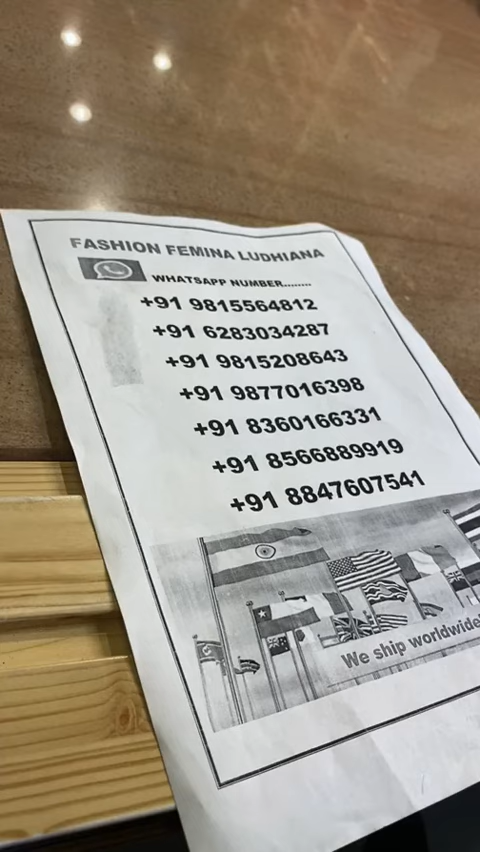 FASHION FEMINA LUDHIANA
WHATSAPP NUMBER.........
+91 9815564812
+91 6283034287
+91 9815208643
+91 9877016398
+91 8360166331
+91 8566889919
+91 8847607541
We ship worldwide